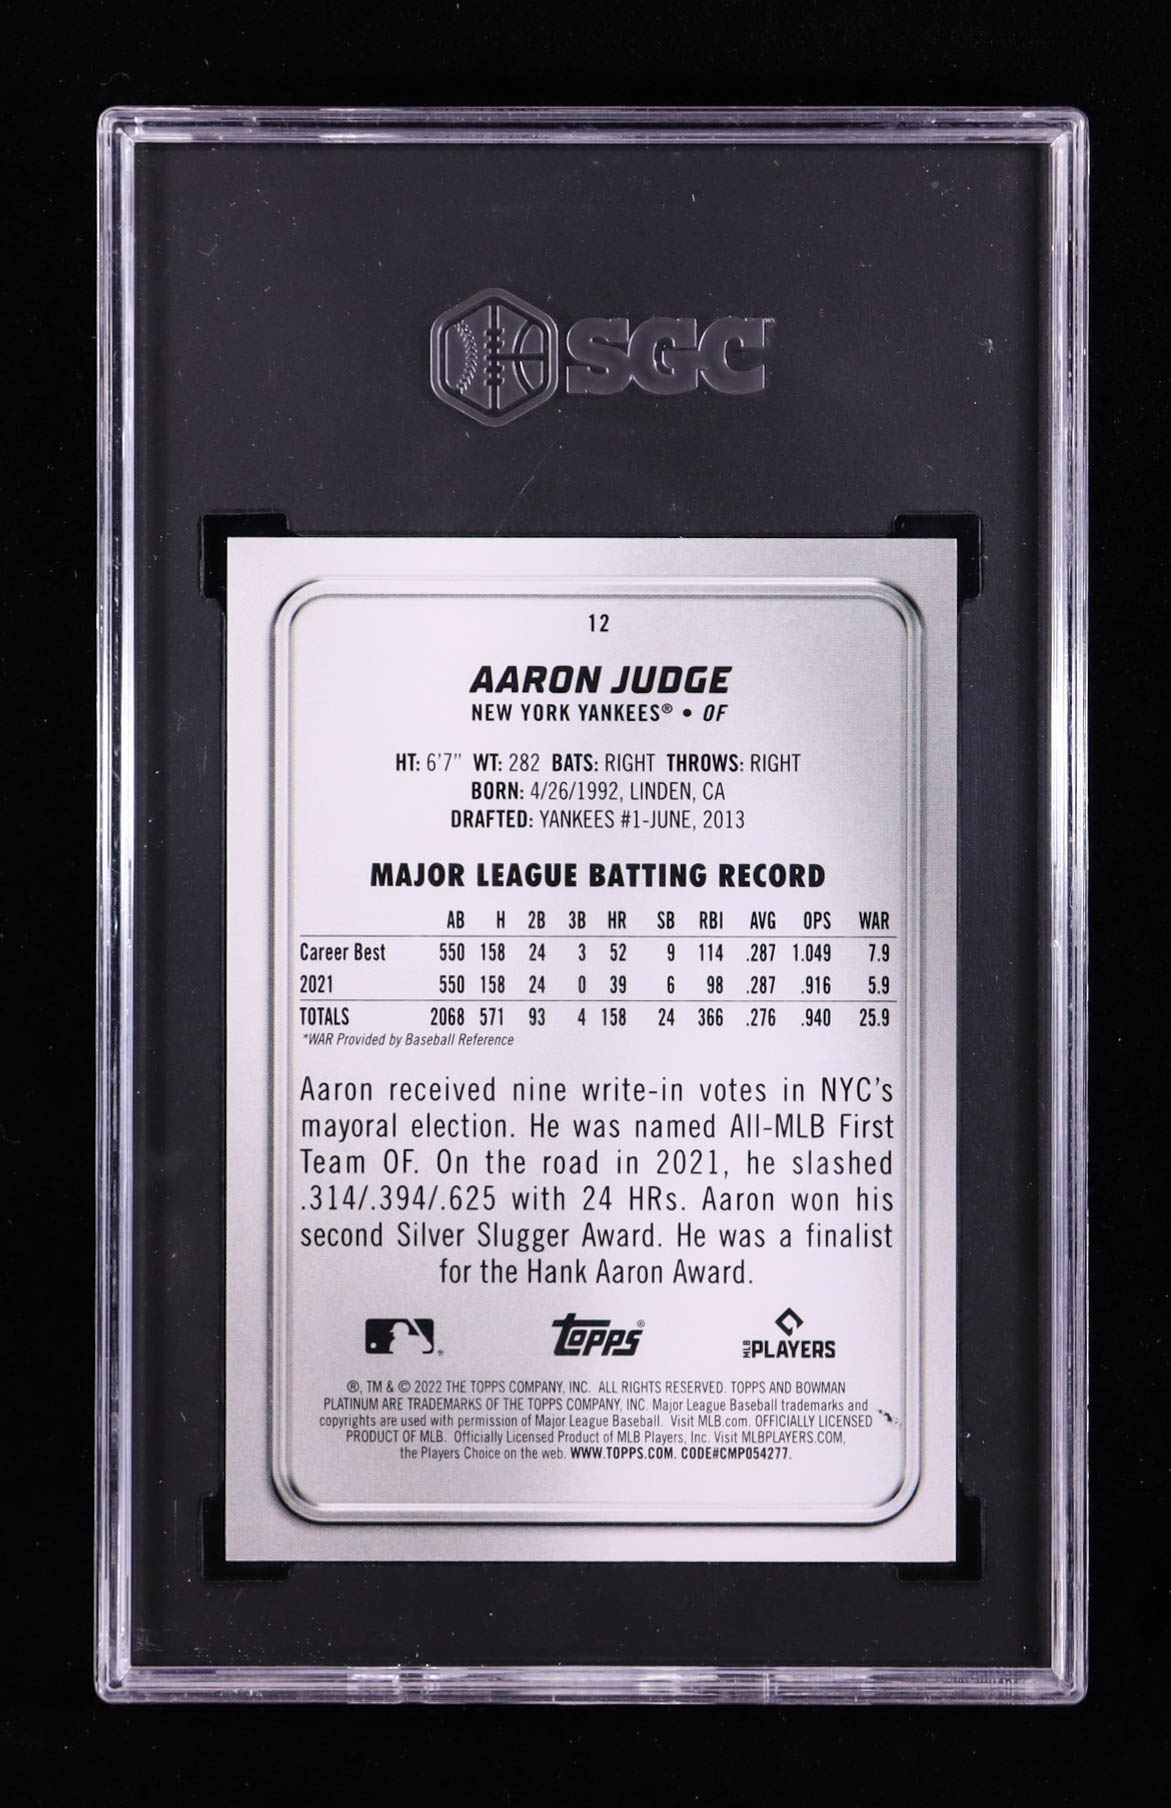 SGC
12
AARON JUDGE
NEW YORK YANKEES® • OF
HT: 6'7" WT: 282 BATS: RIGHT THROWS: RIGHT
BORN: 4/26/1992, LINDEN, CA
DRAFTED: YANKEES #1-JUNE, 2013
MAJOR LEAGUE BATTING RECORD
AB H 2B 3B HR SB RBI AVG OPS WAR
Career Best 550 158 24 3 52 9 114 .287 1.049 7.9
2021 550 158 24 0 39 6 98 .287 .916 5.9
TOTALS 2068 571 93 4 158 24 366 .276 .940 25.9
*WAR Provided by Baseball Reference
Aaron received nine write-in votes in NYC's
mayoral election. He was named All-MLB First
Team OF. On the road in 2021, he slashed
.314/.394/.625 with 24 HRs. Aaron won his
second Silver Slugger Award. He was a finalist
for the Hank Aaron Award.
Topps® MLB PLAYERS
®, TM & © 2022 THE TOPPS COMPANY, INC. ALL RIGHTS RESERVED. TOPPS AND BOWMAN
PLATINUM ARE TRADEMARKS OF THE TOPPS COMPANY, INC. Major League Baseball trademarks and
copyrights are used with permission of Major League Baseball. Visit MLB.com. OFFICIALLY LICENSED
PRODUCT OF MLB. Officially Licensed Product of MLB Players, Inc. Visit MLBPLAYERS.COM,
the Players Choice on the web. WWW.TOPPS.COM. CODE#CMP054277.